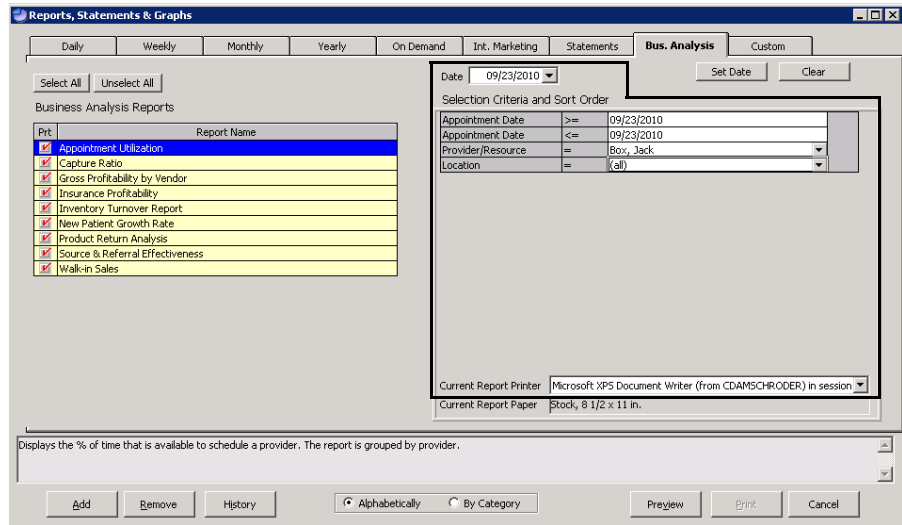 Reports, Statements & Graphs
Daily Weekly Monthly Yearly On Demand Int. Marketing Statements Bus. Analysis Custom
Select All Unselect All
Date 09/23/2010 Set Date Clear
Business Analysis Reports
Selection Criteria and Sort Order
Prt Report Name
Appointment Utilization
Capture Ratio
Gross Profitability by Vendor
Insurance Profitability
Inventory Turnover Report
New Patient Growth Rate
Product Return Analysis
Source & Referral Effectiveness
Walk-in Sales
Appointment Date >= 09/23/2010
Appointment Date <= 09/23/2010
Provider/Resource = Box, Jack
Location = (all)
Current Report Printer Microsoft XPS Document Writer (from CDAMSCHRODER) in session
Current Report Paper Stock, 8 1/2 x 11 in.
Displays the % of time that is available to schedule a provider. The report is grouped by provider.
Add Remove History Alphabetically By Category Preview Print Cancel